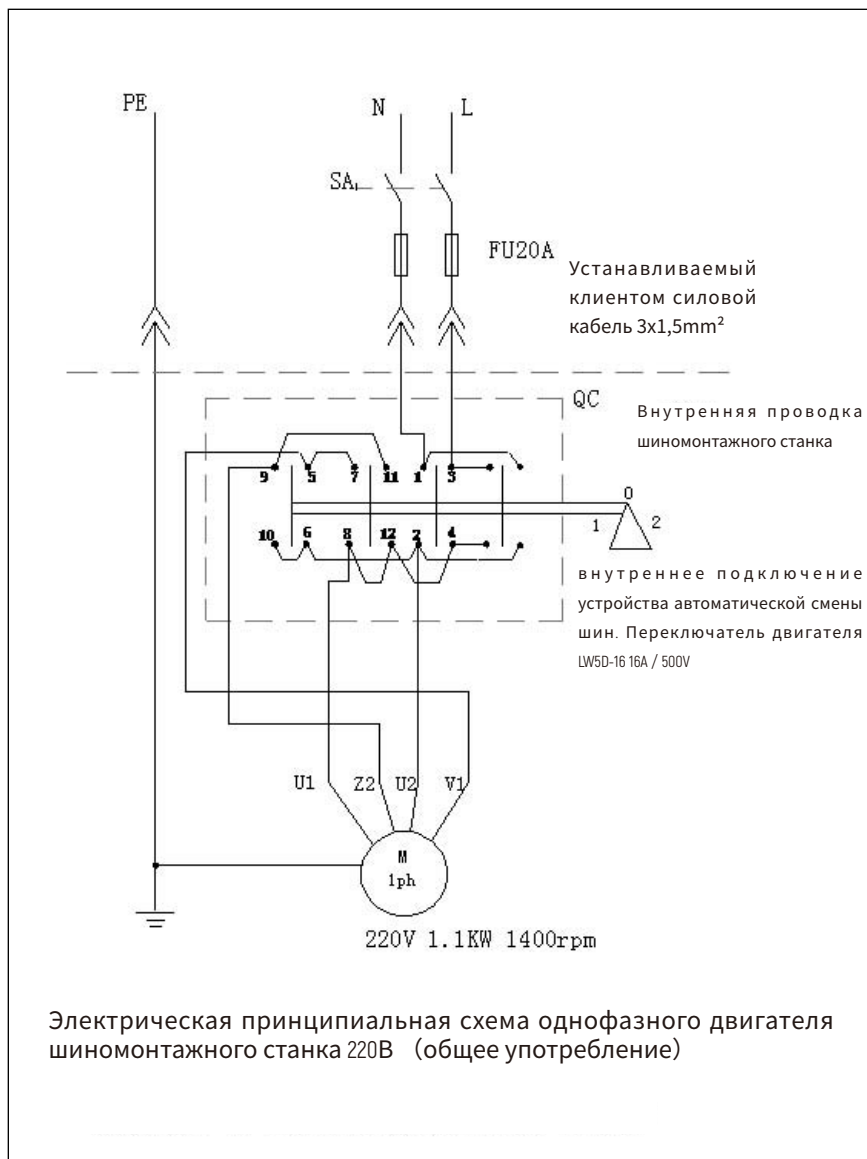 PE
N
L
SA
FU20A
Устанавливаемый
клиентом силовой
кабель 3x1,5mm²
QC
Внутренняя проводка
шиномонтажного станка
9 5 7 11 1 3
0
1 2
10 6 8 12 2 4
внутреннее подключение
устройства автоматической смены
шин. Переключатель двигателя
LW5D-16 16A / 500V
U1 Z2 U2 V1
M
1ph
220V 1.1KW 1400rpm
Электрическая принципиальная схема однофазного двигателя
шиномонтажного станка 220В (общее употребление)